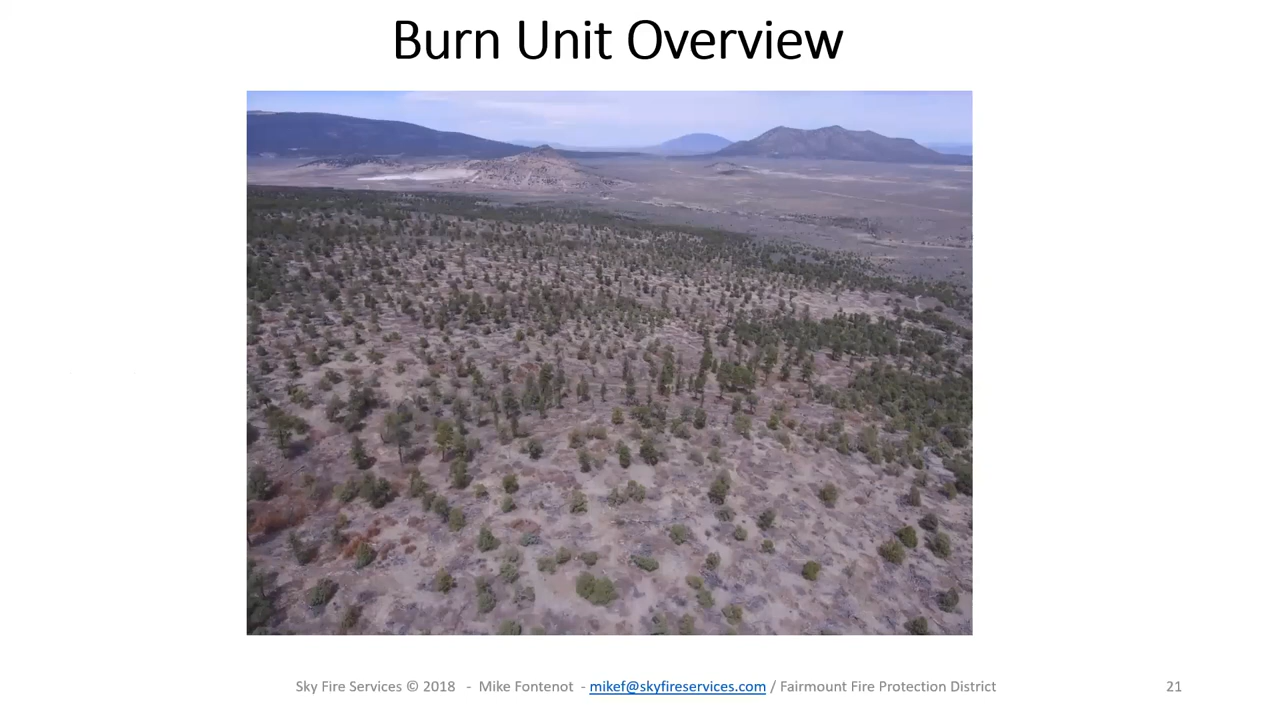 Burn Unit Overview
Sky Fire Services © 2018 - Mike Fontenot - mikef@skyfireservices.com / Fairmount Fire Protection District
21